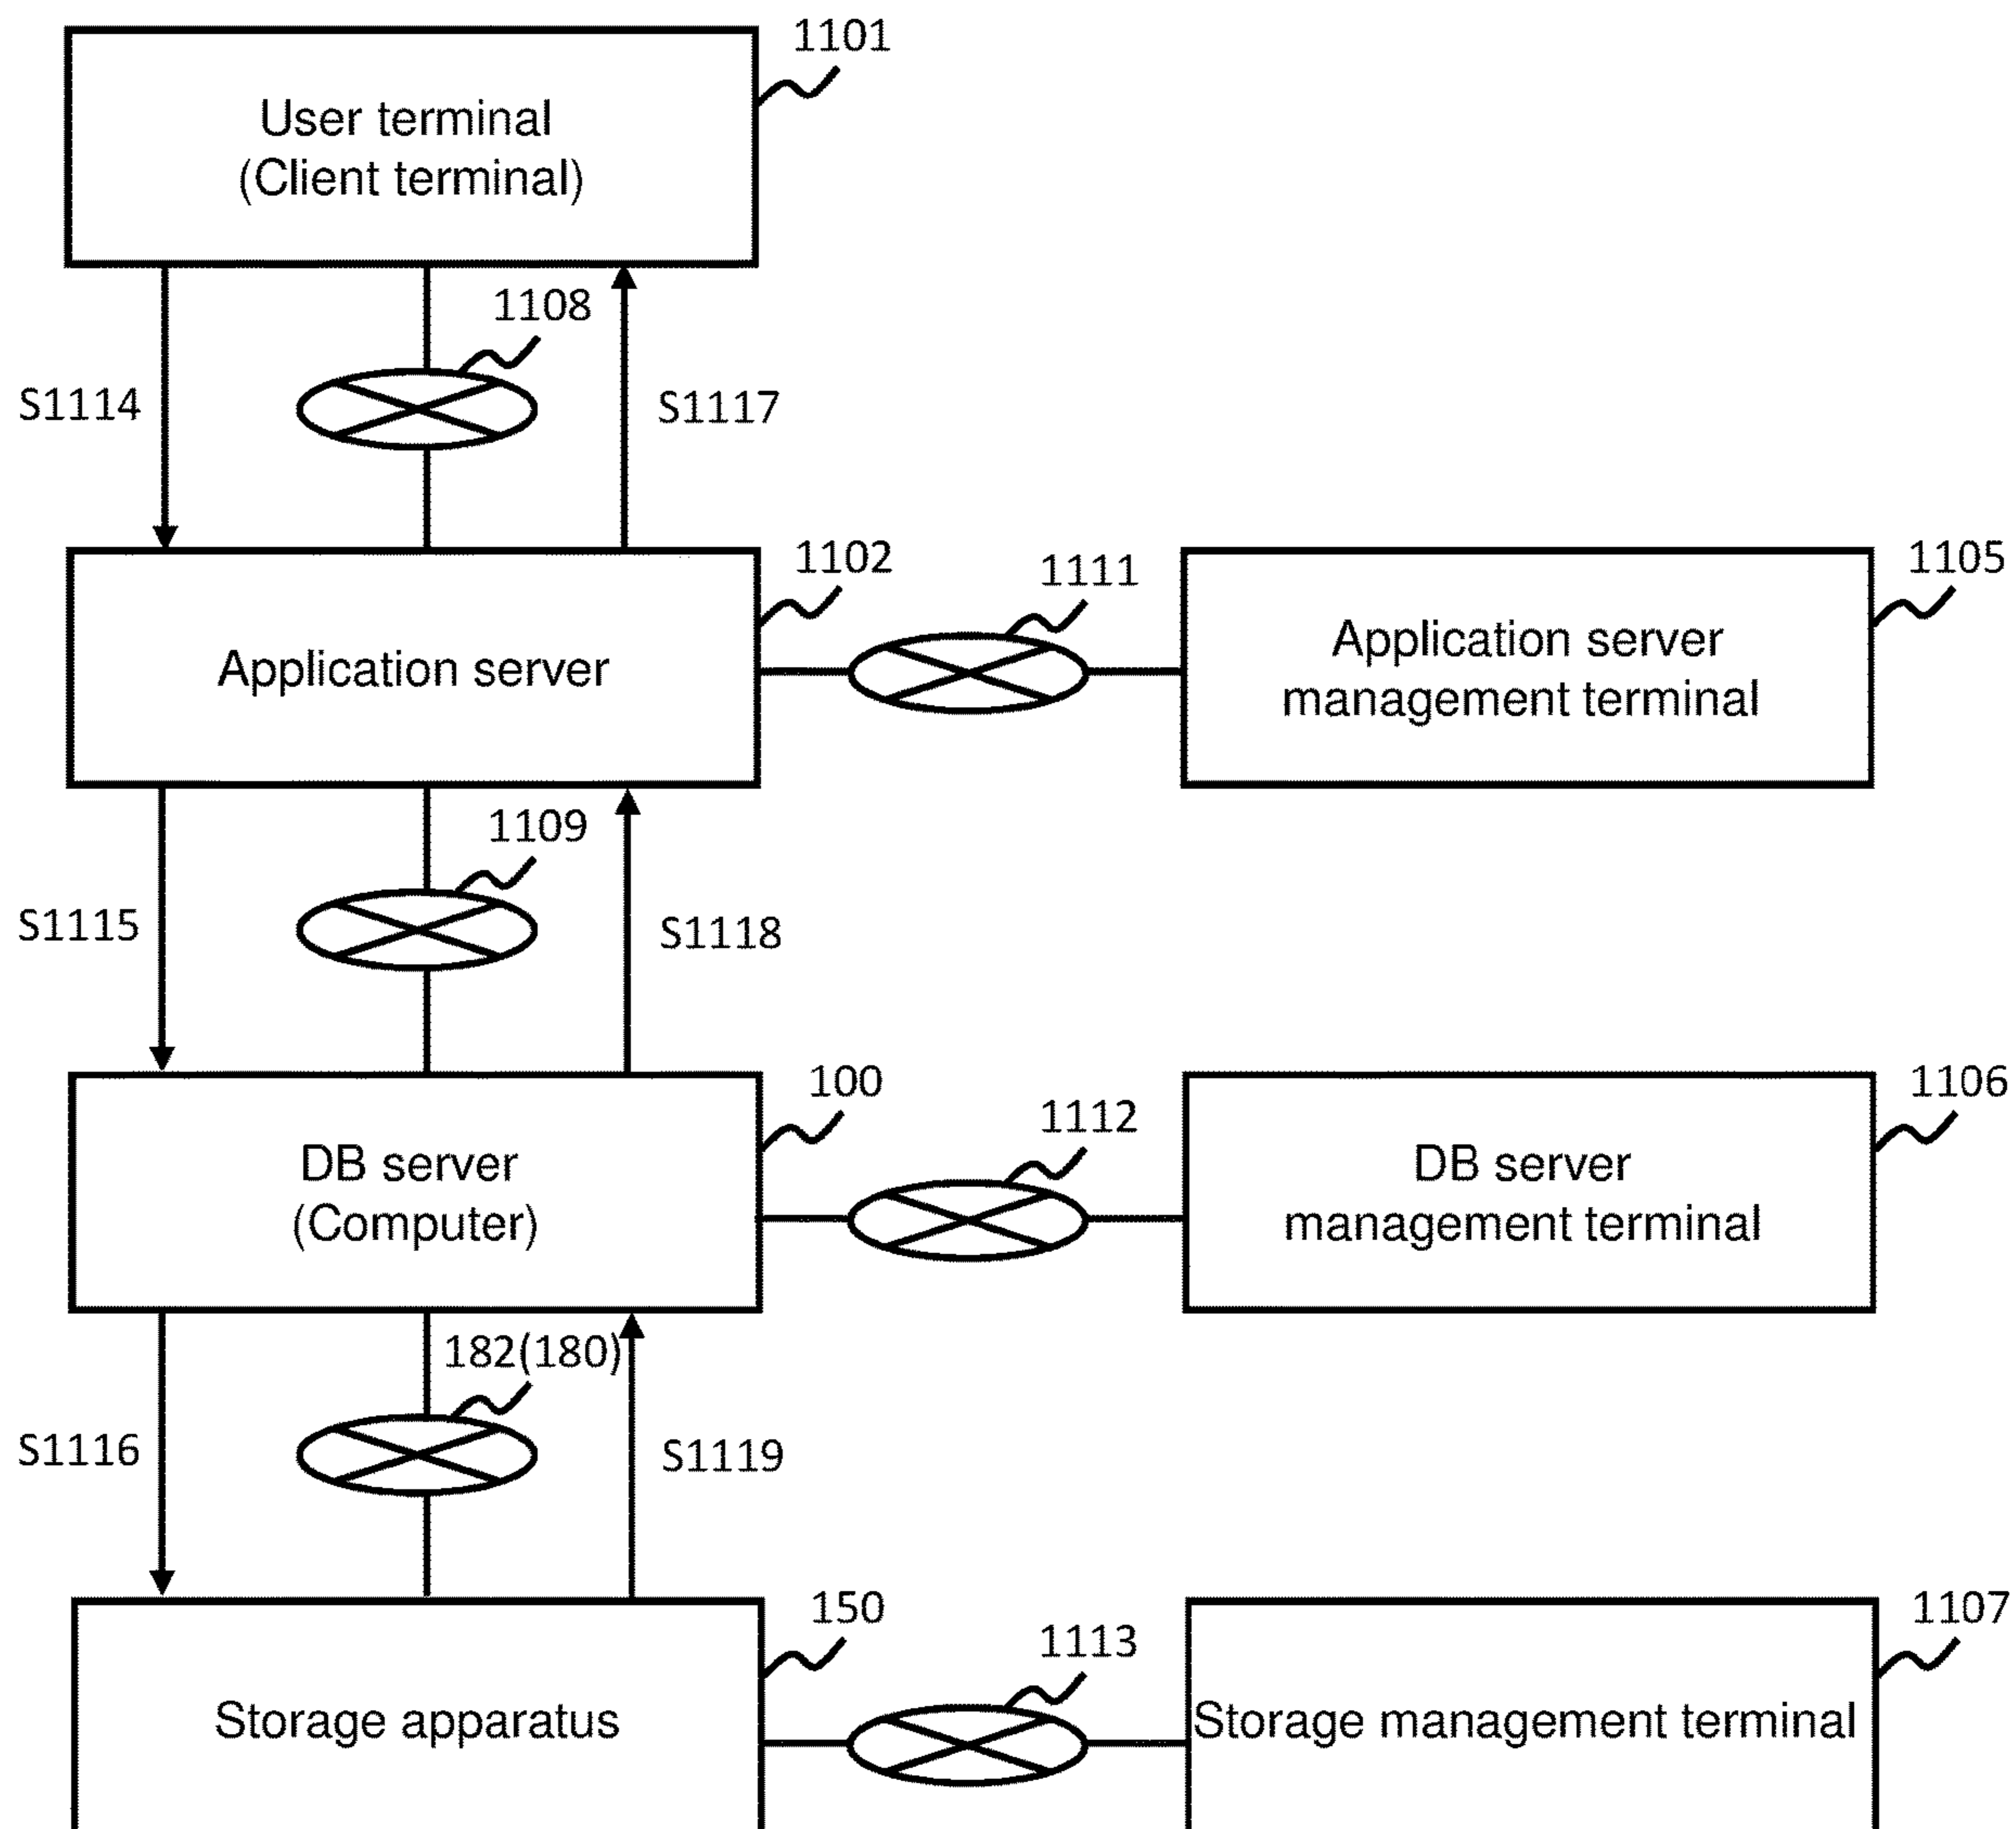 1101
User terminal
(Client terminal)
1108
S1114
S1117
1102
1111
1105
Application server
Application server
management terminal
1109
S1115
S1118
100
1112
1106
DB server
(Computer)
DB server
management terminal
182(180)
S1116
S1119
150
1113
1107
Storage apparatus
Storage management terminal